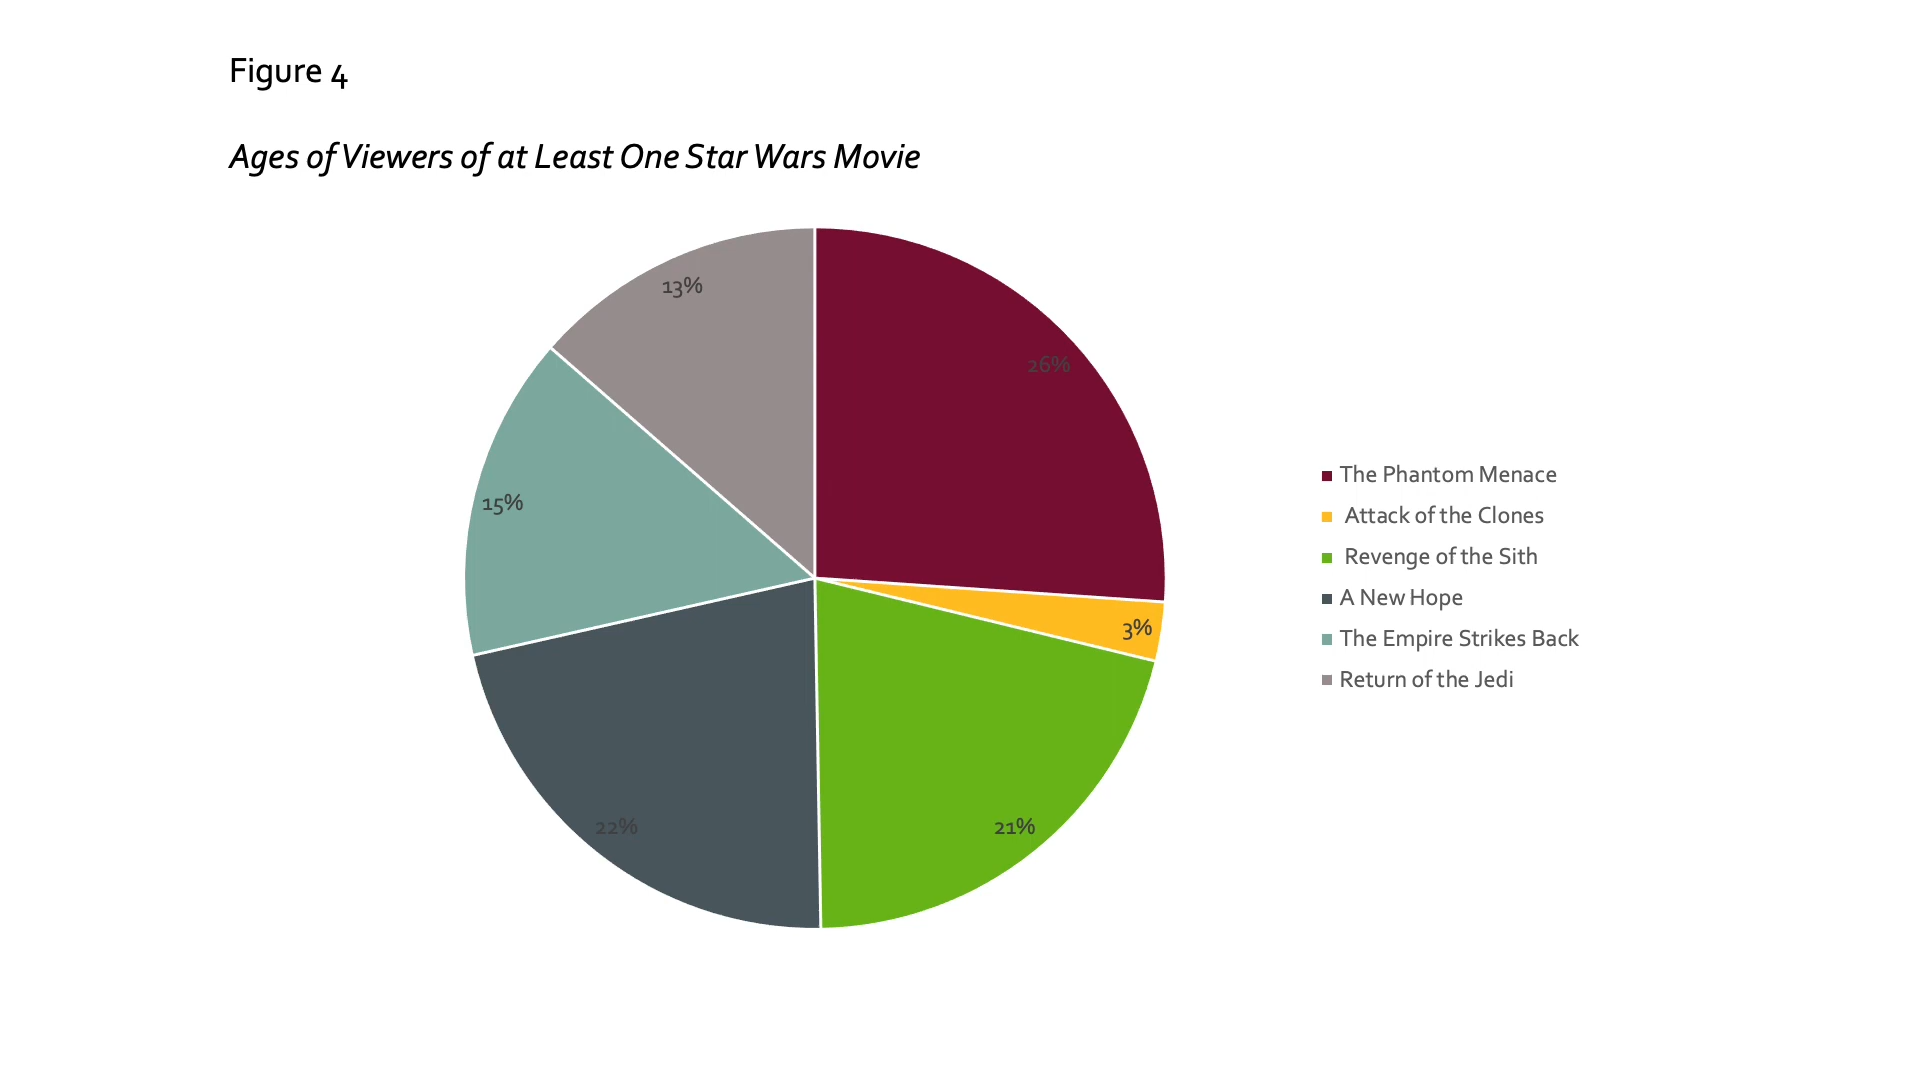 Figure 4
Ages of Viewers of at Least One Star Wars Movie
13%
26%
15%
3%
22%
21%
The Phantom Menace
Attack of the Clones
Revenge of the Sith
A New Hope
The Empire Strikes Back
Return of the Jedi